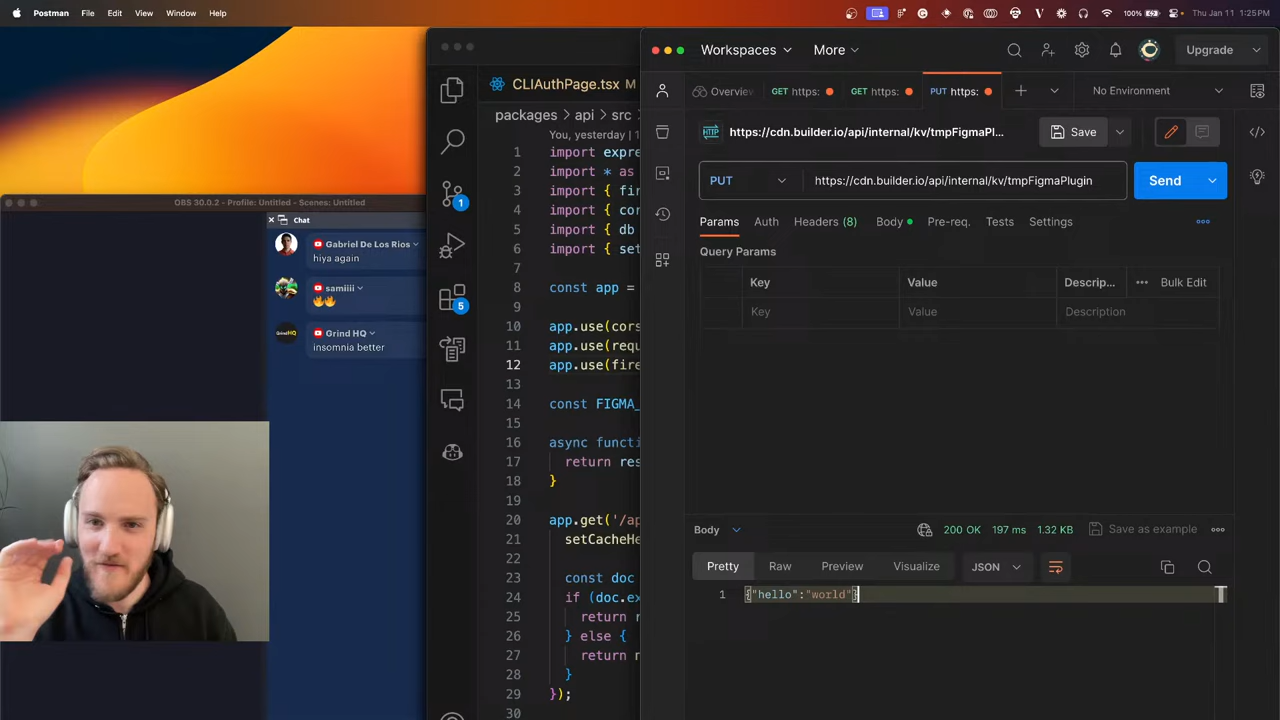 Postman File Edit View Window Help
100% Thu Jan 11 1:25PM
OBS 30.0.2 - Profile: Untitled - Scenes: Untitled
Chat
Gabriel De Los Rios
hiya again
samiiii
🔥🔥
Grind HQ
insomnia better
CLIAuthPage.tsx M
packages > api > src >
You, yesterday | 1
1 import expre
2 import * as
3 import { fir
4 import { cor
5 import { db
6 import { set
7
8 const app =
9
10 app.use(cors
11 app.use(requ
12 app.use(fire
13
14 const FIGMA_
15
16 async functi
17 return res
18 }
19
20 app.get('/ap
21 setCacheHe
22
23 const doc
24 if (doc.ex
25 return r
26 } else {
27 return n
28 }
29 });
30
1
5
Workspaces More
Upgrade
Overview GET https: GET https: PUT https: No Environment
HTTP https://cdn.builder.io/api/internal/kv/tmpFigmaPl... Save
PUT https://cdn.builder.io/api/internal/kv/tmpFigmaPlugin Send
Params Auth Headers (8) Body Pre-req. Tests Settings
Query Params
Key Value Descrip... Bulk Edit
Key Value Description
Body 200 OK 197 ms 1.32 KB Save as example
Pretty Raw Preview Visualize JSON
1 {"hello":"world"}